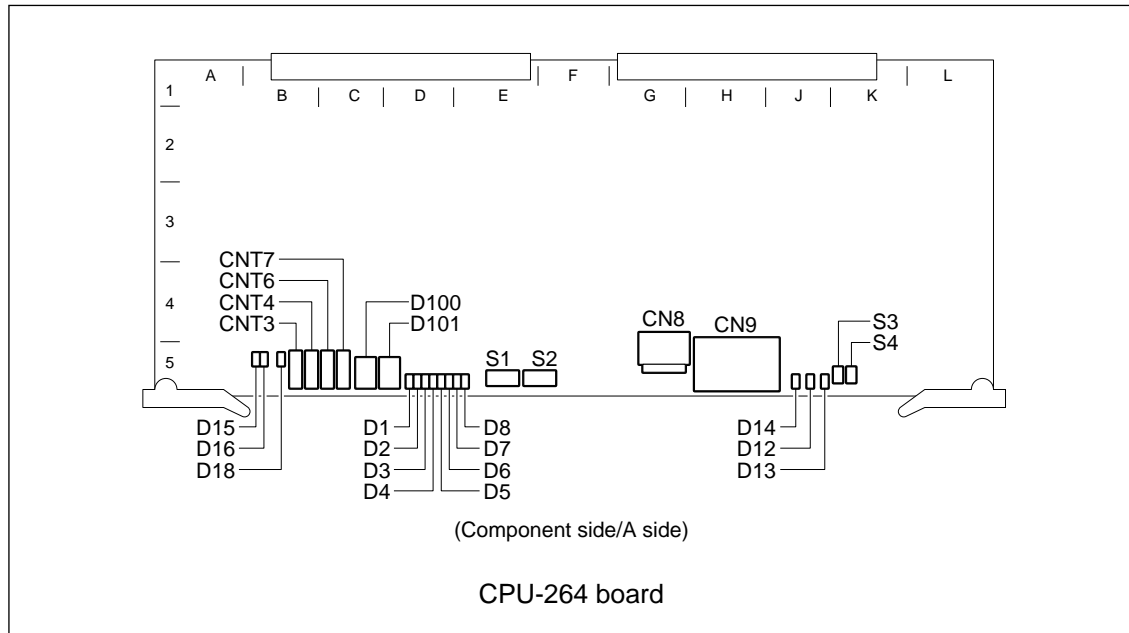 A B C D E F G H J K L
1
2
3
4
5
CNT7
CNT6
CNT4
CNT3
D100
D101
S1 S2
CN8 CN9
S3
S4
D15
D16
D18
D1
D2
D3
D4
D8
D7
D6
D5
D14
D12
D13
(Component side/A side)
CPU-264 board